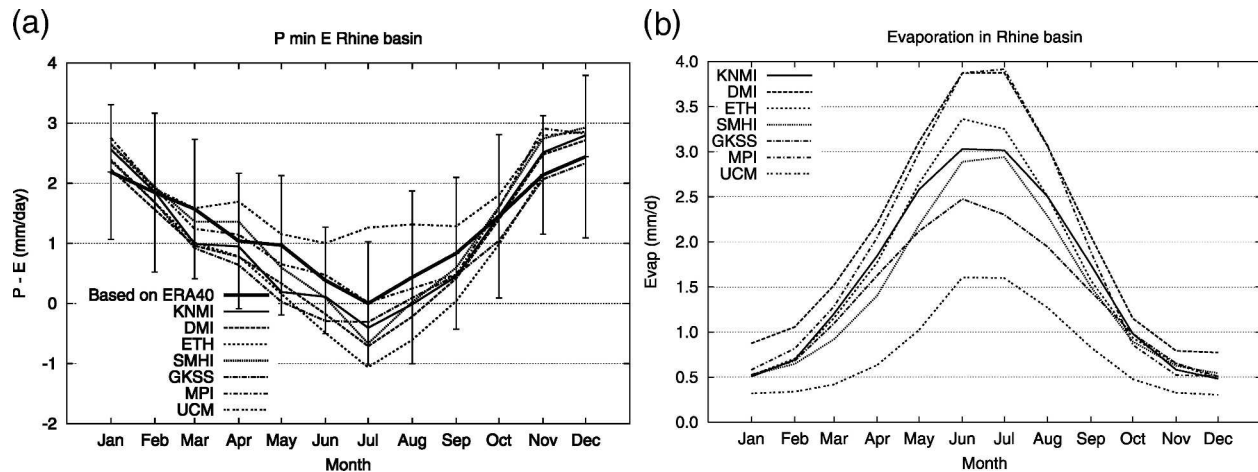 (a)
P min E Rhine basin
P - E (mm/day)
4
3
2
1
0
-1
-2
Based on ERA40
KNMI
DMI
ETH
SMHI
GKSS
MPI
UCM
Jan Feb Mar Apr May Jun Jul Aug Sep Oct Nov Dec
Month
(b)
Evaporation in Rhine basin
Evap (mm/d)
4.0
3.5
3.0
2.5
2.0
1.5
1.0
0.5
0.0
KNMI
DMI
ETH
SMHI
GKSS
MPI
UCM
Jan Feb Mar Apr May Jun Jul Aug Sep Oct Nov Dec
Month